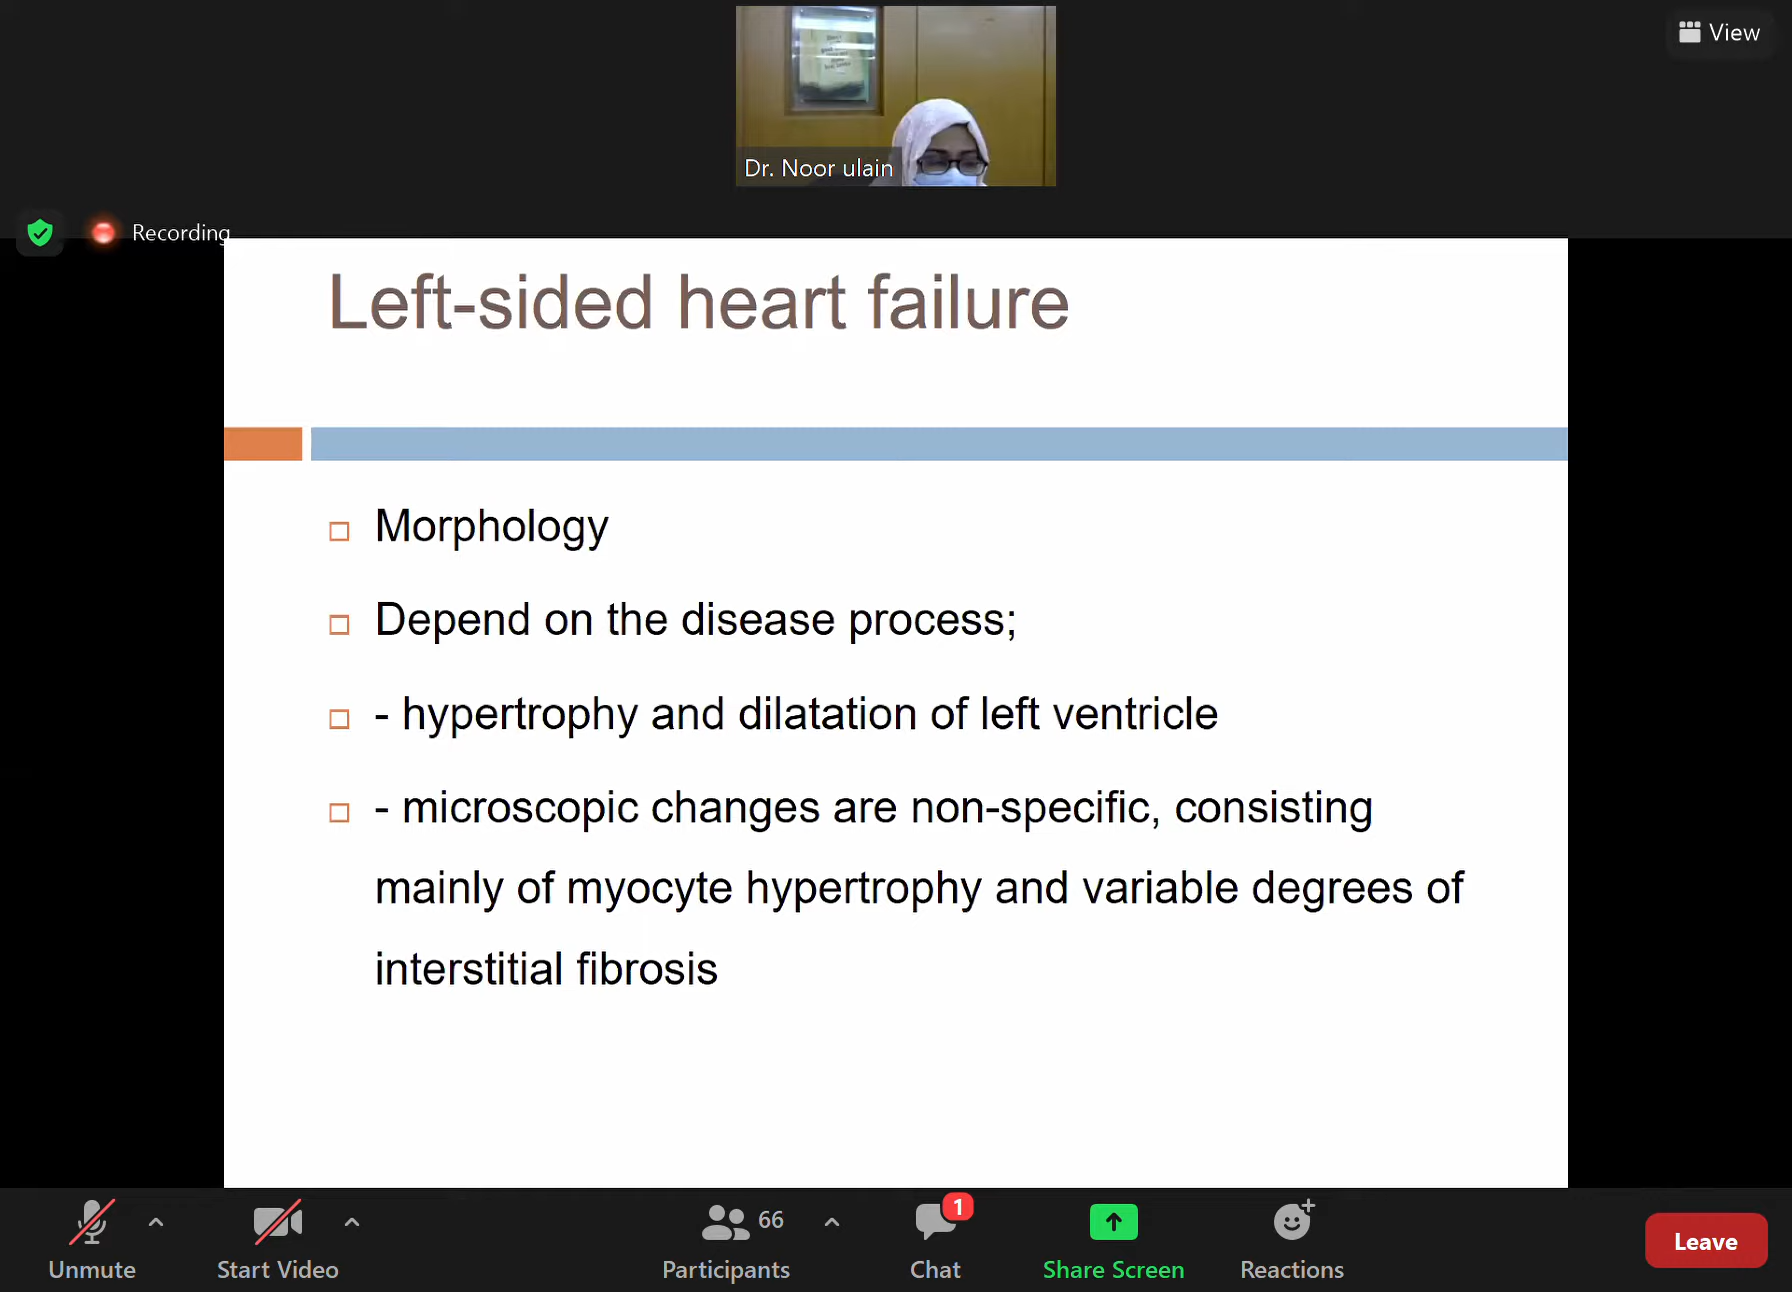 View
Dr. Noor ulain
Recording
Left-sided heart failure
Morphology
Depend on the disease process;
- hypertrophy and dilatation of left ventricle
- microscopic changes are non-specific, consisting
mainly of myocyte hypertrophy and variable degrees of
interstitial fibrosis
66
1
Unmute
Start Video
Participants
Chat
Share Screen
Reactions
Leave